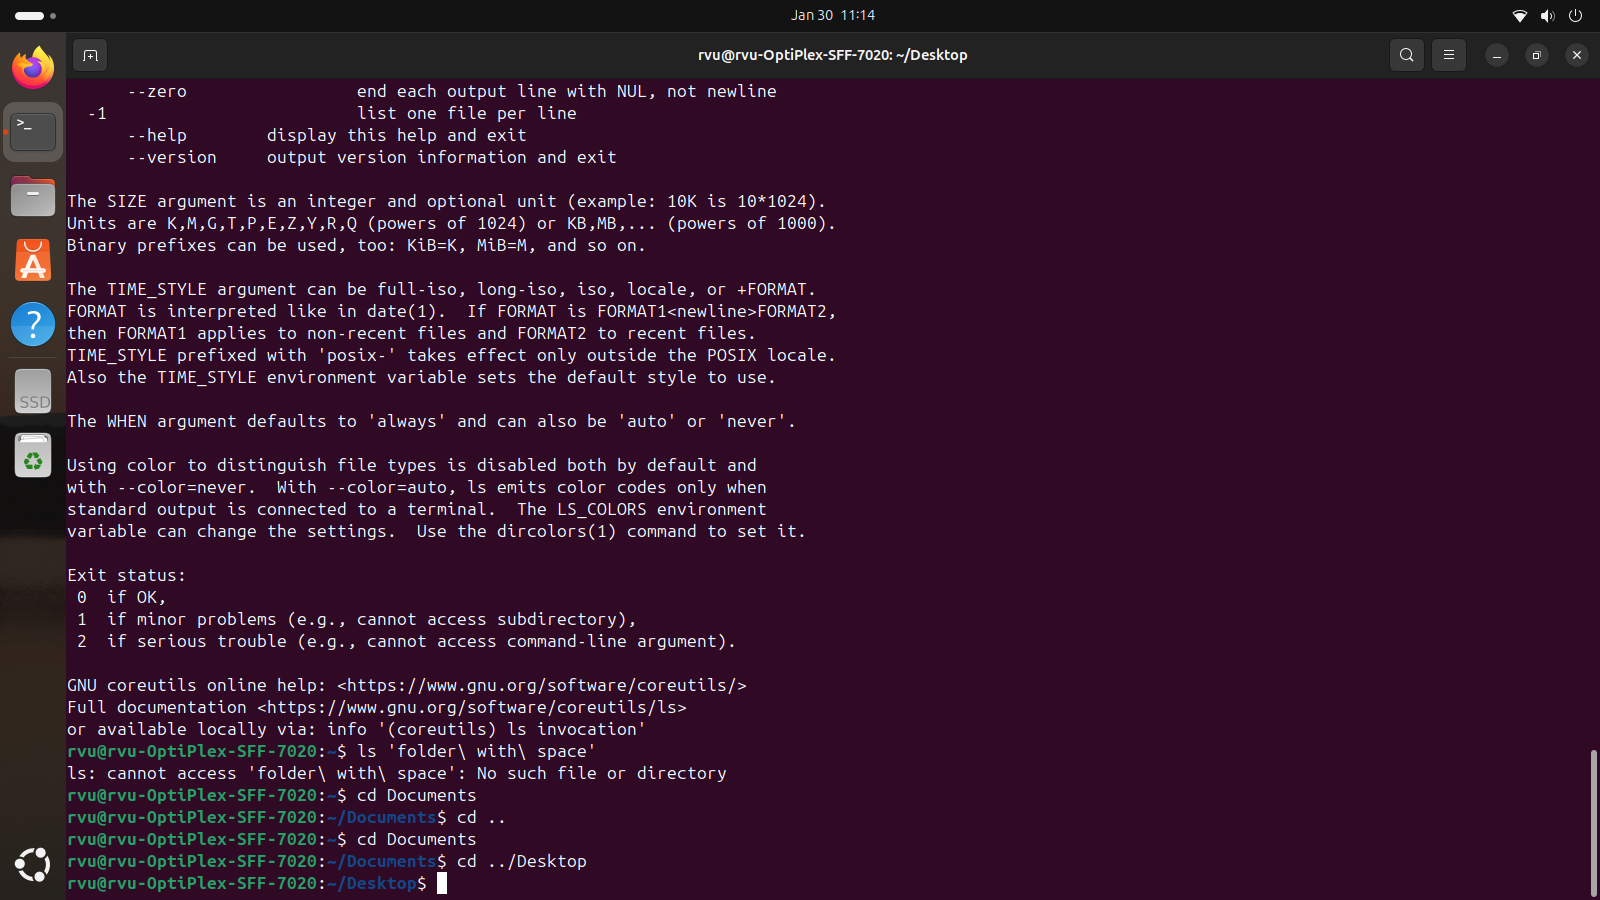 Jan 30 11:14
rvu@rvu-OptiPlex-SFF-7020: ~/Desktop
--zero end each output line with NUL, not newline
-1 list one file per line
--help display this help and exit
--version output version information and exit
The SIZE argument is an integer and optional unit (example: 10K is 10*1024).
Units are K,M,G,T,P,E,Z,Y,R,Q (powers of 1024) or KB,MB,... (powers of 1000).
Binary prefixes can be used, too: KiB=K, MiB=M, and so on.
The TIME_STYLE argument can be full-iso, long-iso, iso, locale, or +FORMAT.
FORMAT is interpreted like in date(1).  If FORMAT is FORMAT1<newline>FORMAT2,
then FORMAT1 applies to non-recent files and FORMAT2 to recent files.
TIME_STYLE prefixed with 'posix-' takes effect only outside the POSIX locale.
Also the TIME_STYLE environment variable sets the default style to use.
The WHEN argument defaults to 'always' and can also be 'auto' or 'never'.
Using color to distinguish file types is disabled both by default and
with --color=never.  With --color=auto, ls emits color codes only when
standard output is connected to a terminal.  The LS_COLORS environment
variable can change the settings.  Use the dircolors(1) command to set it.
Exit status:
0 if OK,
1 if minor problems (e.g., cannot access subdirectory),
2 if serious trouble (e.g., cannot access command-line argument).
GNU coreutils online help: <https://www.gnu.org/software/coreutils/>
Full documentation <https://www.gnu.org/software/coreutils/ls>
or available locally via: info '(coreutils) ls invocation'
rvu@rvu-OptiPlex-SFF-7020:~$ ls 'folder\ with\ space'
ls: cannot access 'folder\ with\ space': No such file or directory
rvu@rvu-OptiPlex-SFF-7020:~$ cd Documents
rvu@rvu-OptiPlex-SFF-7020:~/Documents$ cd ..
rvu@rvu-OptiPlex-SFF-7020:~$ cd Documents
rvu@rvu-OptiPlex-SFF-7020:~/Documents$ cd ../Desktop
rvu@rvu-OptiPlex-SFF-7020:~/Desktop$
>_
?
SSD